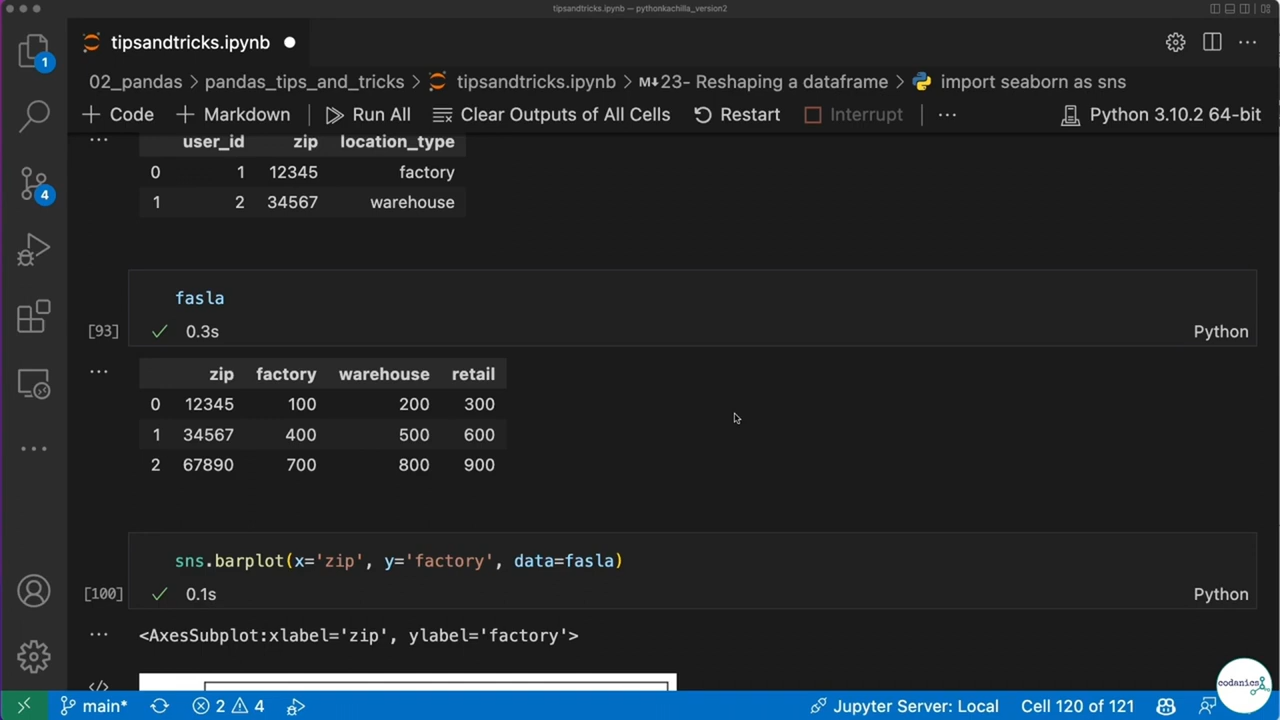 tipsandtricks.ipynb — pythonkachilla_version2
tipsandtricks.ipynb
02_pandas > pandas_tips_and_tricks > tipsandtricks.ipynb > M↓23- Reshaping a dataframe > import seaborn as sns
+ Code + Markdown Run All Clear Outputs of All Cells Restart Interrupt ... Python 3.10.2 64-bit
1
... user_id zip location_type
0 1 12345 factory
1 2 34567 warehouse
4
fasla
[93] ✓ 0.3s Python
... zip factory warehouse retail
0 12345 100 200 300
1 34567 400 500 600
2 67890 700 800 900
sns.barplot(x='zip', y='factory', data=fasla)
[100] ✓ 0.1s Python
... <AxesSubplot:xlabel='zip', ylabel='factory'>
codanics
main* 2 4 Jupyter Server: Local Cell 120 of 121